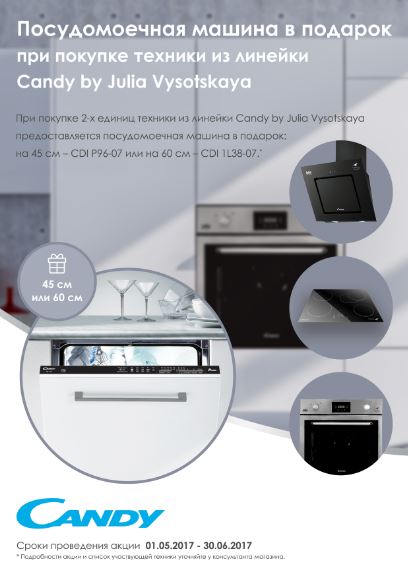 Посудомоечная машина в подарок
при покупке техники из линейки
Candy by Julia Vysotskaya
При покупке 2-х единиц техники из линейки Candy by Julia Vysotskaya
предоставляется посудомоечная машина в подарок:
на 45 см – CDI P96-07 или на 60 см – CDI 1L38-07.*
45 см
или 60 см
CANDY
CANDY
Сроки проведения акции 01.05.2017 - 30.06.2017
* Подробности акции и список участвующей техники уточняйте у консультанта магазина.